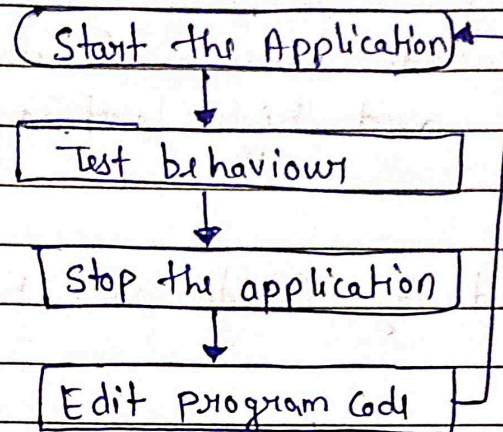 Start the Application
Test behaviour
Stop the application
Edit program code